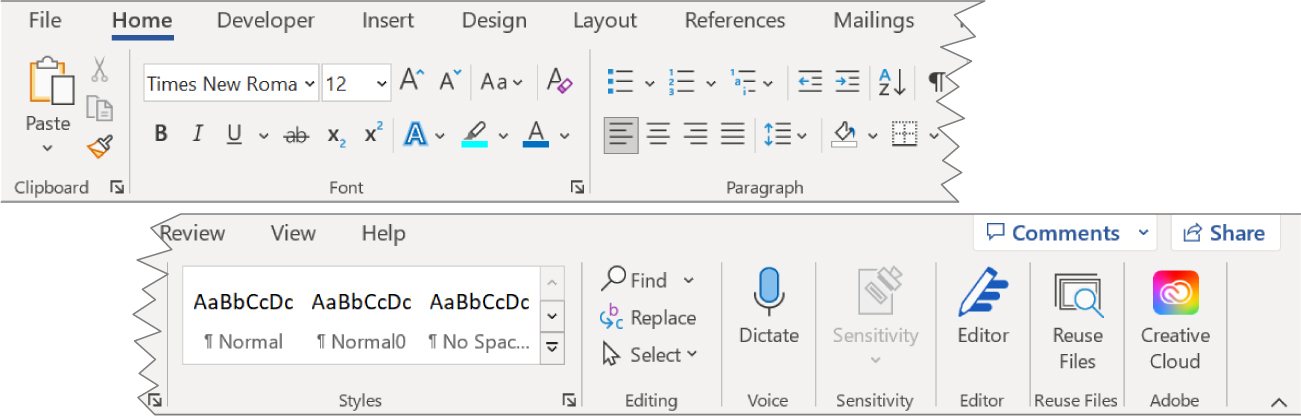 File Home Developer Insert Design Layout References Mailings
Times New Roma 12 Aa
Paste
B I U ab x2 x2 A A
Clipboard Font Paragraph
Review View Help Comments Share
AaBbCcDc AaBbCcDc AaBbCcDc Find
¶ Normal ¶ Normal0 ¶ No Spac... Replace
Select
Dictate Sensitivity Editor Reuse Files Creative Cloud
Styles Editing Voice Sensitivity Editor Reuse Files Adobe